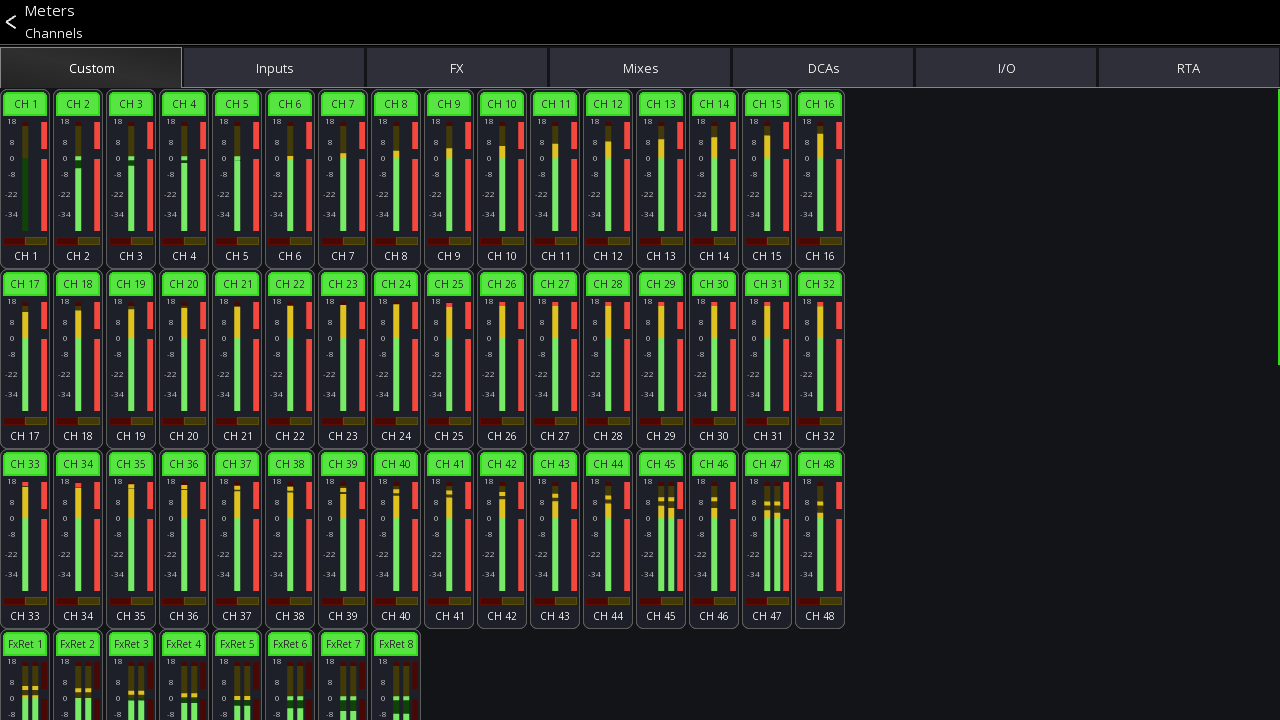 Meters
Channels
Custom Inputs FX Mixes DCAs I/O RTA
CH 1 CH 2 CH 3 CH 4 CH 5 CH 6 CH 7 CH 8 CH 9 CH 10 CH 11 CH 12 CH 13 CH 14 CH 15 CH 16
18 18 18 18 18 18 18 18 18 18 18 18 18 18 18 18
8 8 8 8 8 8 8 8 8 8 8 8 8 8 8 8
0 0 0 0 0 0 0 0 0 0 0 0 0 0 0 0
-8 -8 -8 -8 -8 -8 -8 -8 -8 -8 -8 -8 -8 -8 -8 -8
-22 -22 -22 -22 -22 -22 -22 -22 -22 -22 -22 -22 -22 -22 -22 -22
-34 -34 -34 -34 -34 -34 -34 -34 -34 -34 -34 -34 -34 -34 -34 -34
CH 1 CH 2 CH 3 CH 4 CH 5 CH 6 CH 7 CH 8 CH 9 CH 10 CH 11 CH 12 CH 13 CH 14 CH 15 CH 16
CH 17 CH 18 CH 19 CH 20 CH 21 CH 22 CH 23 CH 24 CH 25 CH 26 CH 27 CH 28 CH 29 CH 30 CH 31 CH 32
18 18 18 18 18 18 18 18 18 18 18 18 18 18 18 18
8 8 8 8 8 8 8 8 8 8 8 8 8 8 8 8
0 0 0 0 0 0 0 0 0 0 0 0 0 0 0 0
-8 -8 -8 -8 -8 -8 -8 -8 -8 -8 -8 -8 -8 -8 -8 -8
-22 -22 -22 -22 -22 -22 -22 -22 -22 -22 -22 -22 -22 -22 -22 -22
-34 -34 -34 -34 -34 -34 -34 -34 -34 -34 -34 -34 -34 -34 -34 -34
CH 17 CH 18 CH 19 CH 20 CH 21 CH 22 CH 23 CH 24 CH 25 CH 26 CH 27 CH 28 CH 29 CH 30 CH 31 CH 32
CH 33 CH 34 CH 35 CH 36 CH 37 CH 38 CH 39 CH 40 CH 41 CH 42 CH 43 CH 44 CH 45 CH 46 CH 47 CH 48
18 18 18 18 18 18 18 18 18 18 18 18 18 18 18 18
8 8 8 8 8 8 8 8 8 8 8 8 8 8 8 8
0 0 0 0 0 0 0 0 0 0 0 0 0 0 0 0
-8 -8 -8 -8 -8 -8 -8 -8 -8 -8 -8 -8 -8 -8 -8 -8
-22 -22 -22 -22 -22 -22 -22 -22 -22 -22 -22 -22 -22 -22 -22 -22
-34 -34 -34 -34 -34 -34 -34 -34 -34 -34 -34 -34 -34 -34 -34 -34
CH 33 CH 34 CH 35 CH 36 CH 37 CH 38 CH 39 CH 40 CH 41 CH 42 CH 43 CH 44 CH 45 CH 46 CH 47 CH 48
FxRet 1 FxRet 2 FxRet 3 FxRet 4 FxRet 5 FxRet 6 FxRet 7 FxRet 8
18 18 18 18 18 18 18 18
8 8 8 8 8 8 8 8
0 0 0 0 0 0 0 0
-8 -8 -8 -8 -8 -8 -8 -8